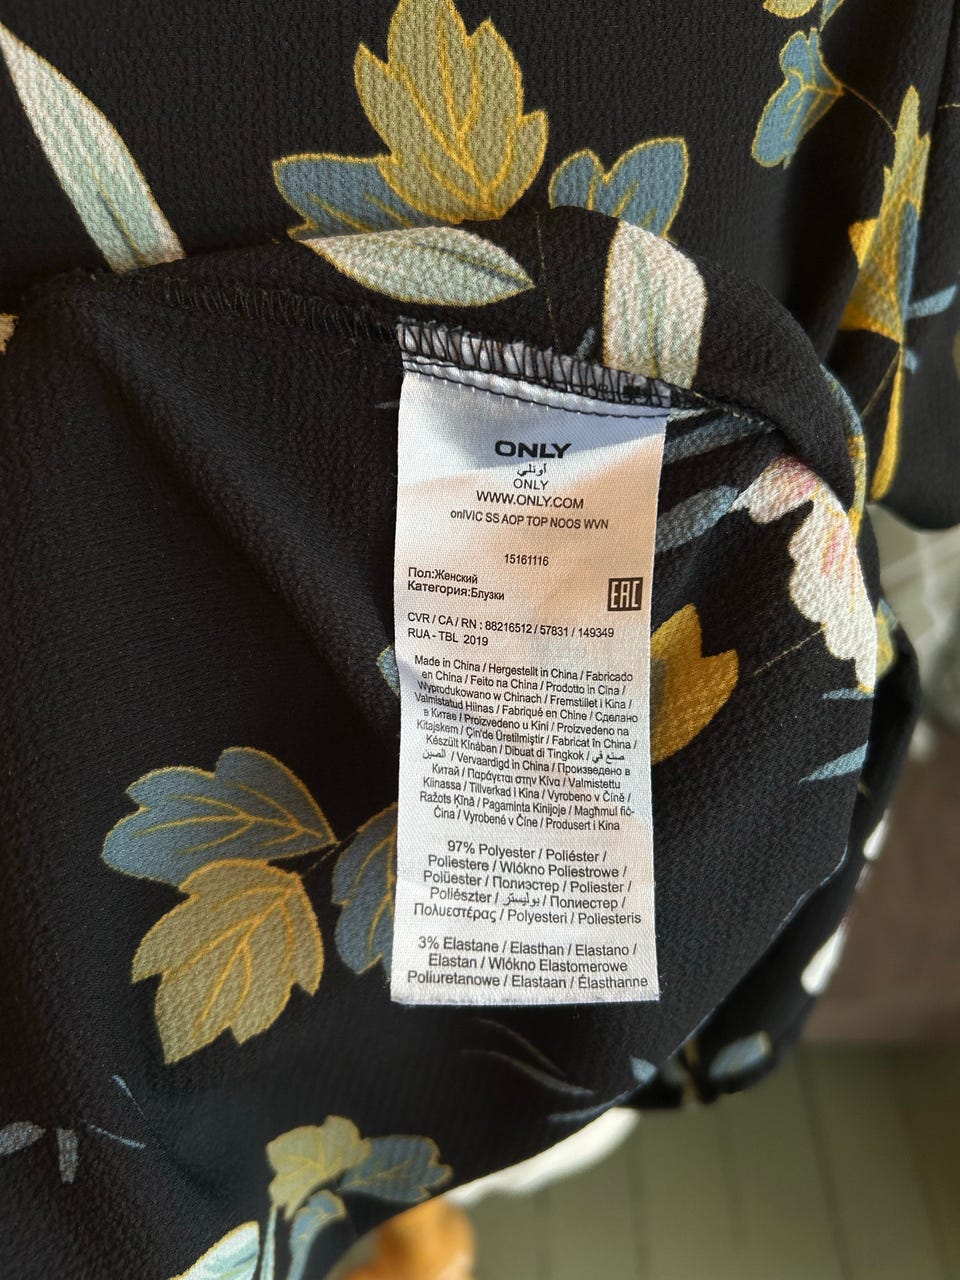 ONLY
أونلي
ONLY
WWW.ONLY.COM
onlVIC SS AOP TOP NOOS WVN
15161116
Пол:Женский
Категория:Блузки
EAC
CVR / CA / RN : 88216512 / 57831 / 149349
RUA - TBL 2019
Made in China / Hergestellt in China / Fabricado
en China / Feito na China / Prodotto in Cina /
Wyprodukowano w Chinach / Fremstillet i Kina /
Valmistatud Hiinas / Fabriqué en Chine / Сделано
в Китае / Proizvedeno u Kini / Proizvedeno na
Kitajskem / Çin'de Üretilmiştir / Fabricat în China /
Készült Kínában / Dibuat di Tingkok / صنع في
الصين / Vervaardigd in China / Произведено в
Китай / Παράγεται στην Κίνα / Valmistettu
Kiinassa / Tillverkad i Kina / Vyrobeno v Číně /
Ražots Ķīnā / Pagaminta Kinijoje / Magħmul fiċ-
Ċina / Vyrobené v Číne / Produsert i Kina
97% Polyester / Poliéster /
Poliestere / Włókno Poliestrowe /
Polüester / Полиэстер / Poliester /
Poliészter / بوليستر / Полиестер /
Πολυεστέρας / Polyesteri / Poliesteris
3% Elastane / Elasthan / Elastano /
Elastan / Włókno Elastomerowe
Poliuretanowe / Elastaan / Élasthanne